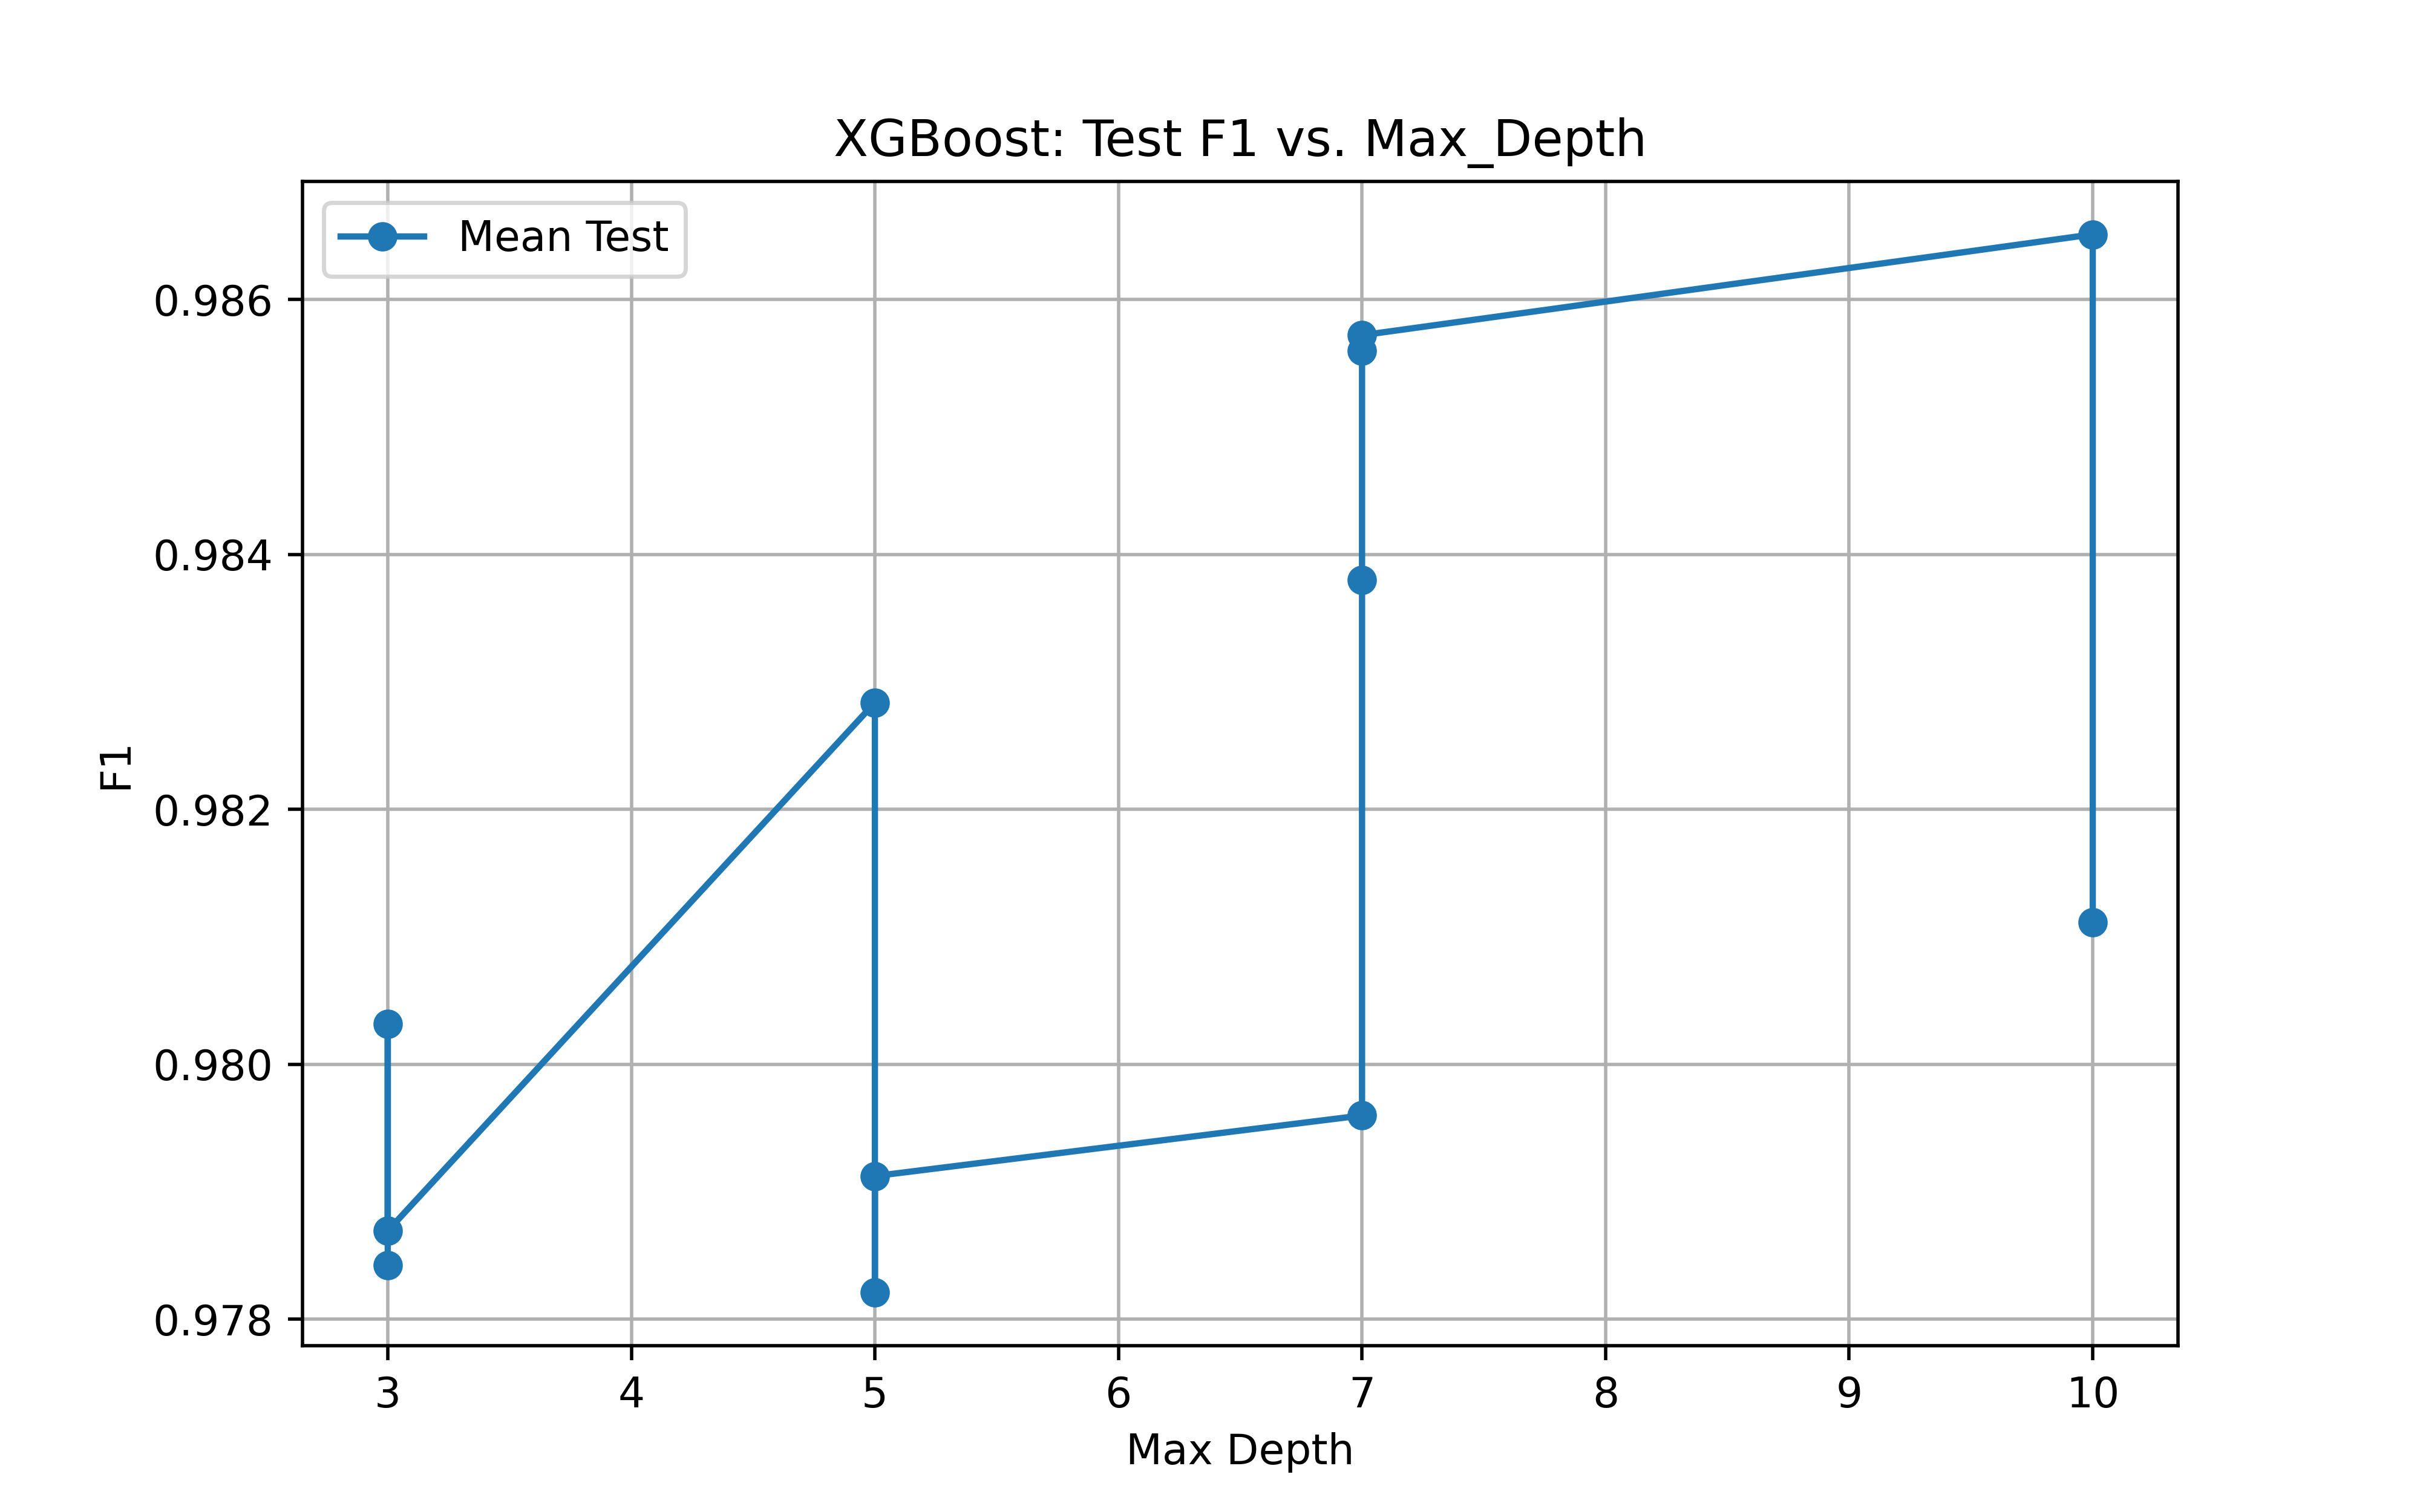 XGBoost: Test F1 vs. Max_Depth
Mean Test
0.986
0.984
0.982
0.980
0.978
F1
3 4 5 6 7 8 9 10
Max Depth